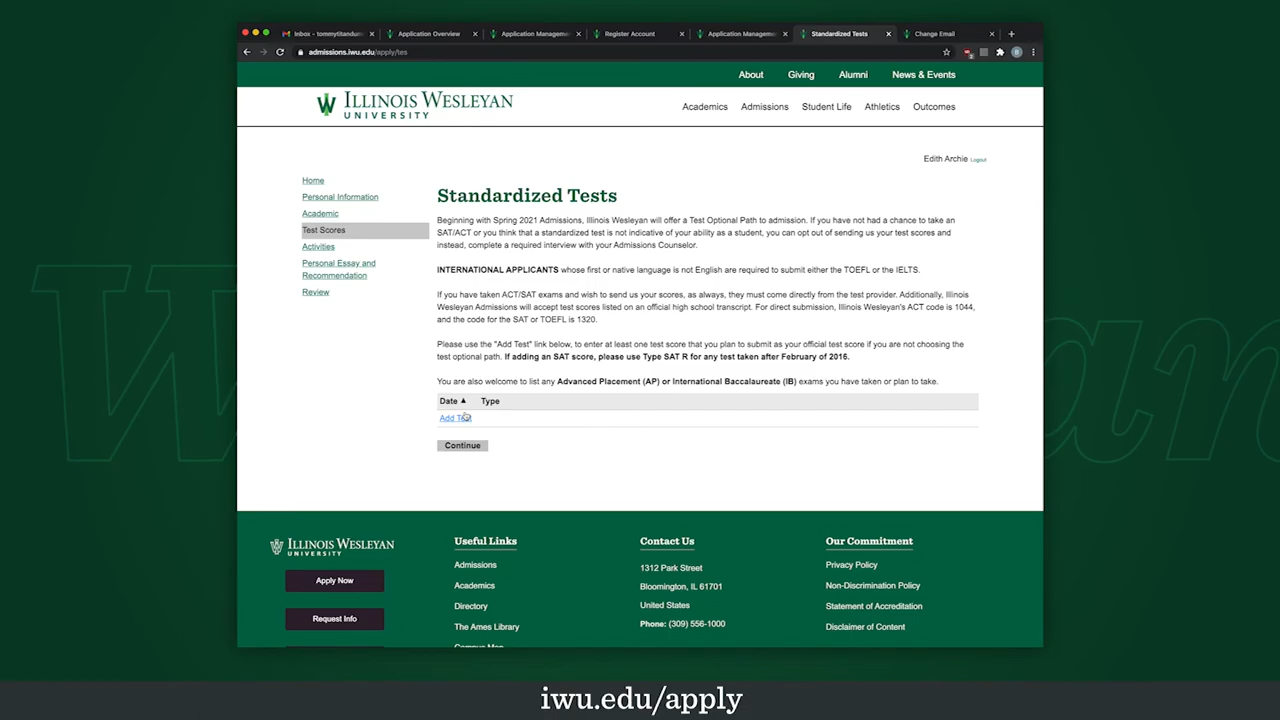 Inbox - tommytitandum
Application Overview
Application Manageme
Register Account
Application Manageme
Standardized Tests
Change Email
admissions.iwu.edu/apply/tes
About Giving Alumni News & Events
ILLINOIS WESLEYAN
UNIVERSITY
Academics Admissions Student Life Athletics Outcomes
Edith Archie Logout
Home
Personal Information
Academic
Test Scores
Activities
Personal Essay and
Recommendation
Review
Standardized Tests
Beginning with Spring 2021 Admissions, Illinois Wesleyan will offer a Test Optional Path to admission. If you have not had a chance to take an
SAT/ACT or you think that a standardized test is not indicative of your ability as a student, you can opt out of sending us your test scores and
instead, complete a required interview with your Admissions Counselor.
INTERNATIONAL APPLICANTS whose first or native language is not English are required to submit either the TOEFL or the IELTS.
If you have taken ACT/SAT exams and wish to send us your scores, as always, they must come directly from the test provider. Additionally, Illinois
Wesleyan Admissions will accept test scores listed on an official high school transcript. For direct submission, Illinois Wesleyan's ACT code is 1044,
and the code for the SAT or TOEFL is 1320.
Please use the "Add Test" link below, to enter at least one test score that you plan to submit as your official test score if you are not choosing the
test optional path. If adding an SAT score, please use Type SAT R for any test taken after February of 2016.
You are also welcome to list any Advanced Placement (AP) or International Baccalaureate (IB) exams you have taken or plan to take.
Date ▲ Type
Add Test
Continue
ILLINOIS WESLEYAN
UNIVERSITY
Apply Now
Request Info
Useful Links
Admissions
Academics
Directory
The Ames Library
Campus Map
Contact Us
1312 Park Street
Bloomington, IL 61701
United States
Phone: (309) 556-1000
Our Commitment
Privacy Policy
Non-Discrimination Policy
Statement of Accreditation
Disclaimer of Content
iwu.edu/apply